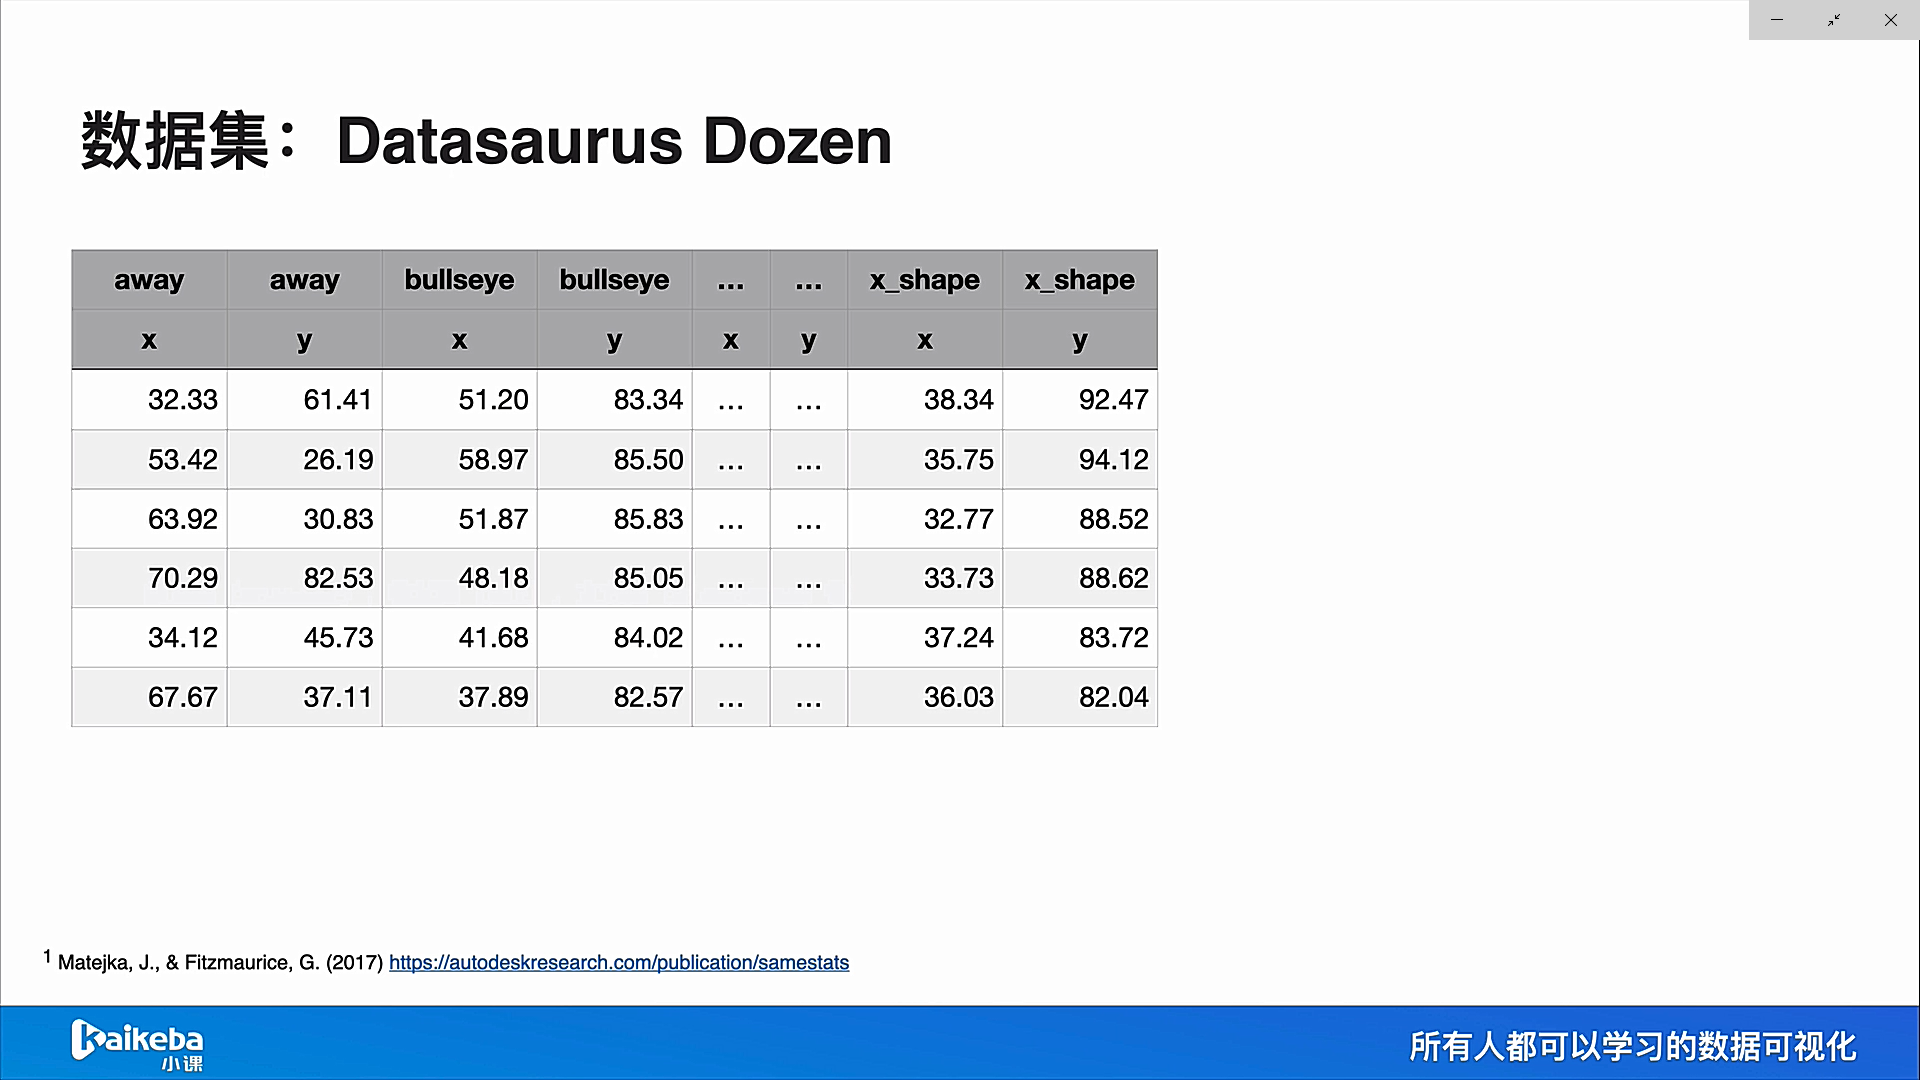 数据集：Datasaurus Dozen
away away bullseye bullseye ... ... x_shape x_shape
x y x y x y x y
32.33 61.41 51.20 83.34 ... ... 38.34 92.47
53.42 26.19 58.97 85.50 ... ... 35.75 94.12
63.92 30.83 51.87 85.83 ... ... 32.77 88.52
70.29 82.53 48.18 85.05 ... ... 33.73 88.62
34.12 45.73 41.68 84.02 ... ... 37.24 83.72
67.67 37.11 37.89 82.57 ... ... 36.03 82.04
1 Matejka, J., & Fitzmaurice, G. (2017) https://autodeskresearch.com/publication/samestats
kaikeba
小课
所有人都可以学习的数据可视化